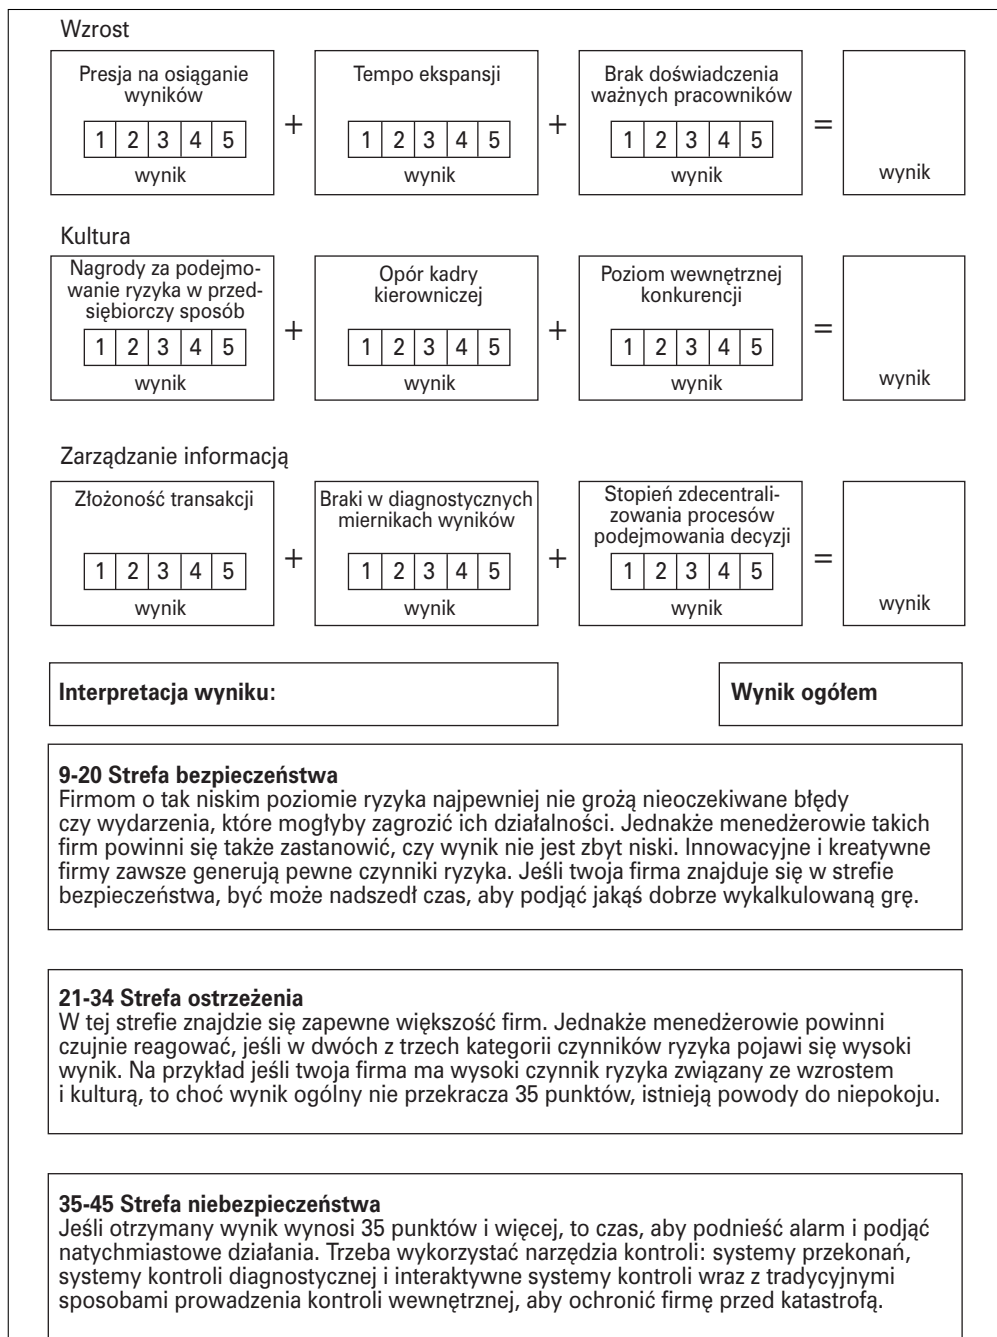 Wzrost
Presja na osiąganie
wyników
1 2 3 4 5
wynik
+
Tempo ekspansji
1 2 3 4 5
wynik
+
Brak doświadczenia
ważnych pracowników
1 2 3 4 5
wynik
=
wynik
Kultura
Nagrody za podejmo-
wanie ryzyka w przed-
siębiorczy sposób
1 2 3 4 5
wynik
+
Opór kadry
kierowniczej
1 2 3 4 5
wynik
+
Poziom wewnętrznej
konkurencji
1 2 3 4 5
wynik
=
wynik
Zarządzanie informacją
Złożoność transakcji
1 2 3 4 5
wynik
+
Braki w diagnostycznych
miernikach wyników
1 2 3 4 5
wynik
+
Stopień zdecentrali-
zowania procesów
podejmowania decyzji
1 2 3 4 5
wynik
=
wynik
Interpretacja wyniku:
Wynik ogółem
9-20 Strefa bezpieczeństwa
Firmom o tak niskim poziomie ryzyka najpewniej nie grożą nieoczekiwane błędy
czy wydarzenia, które mogłyby zagrozić ich działalności. Jednakże menedżerowie takich
firm powinni się także zastanowić, czy wynik nie jest zbyt niski. Innowacyjne i kreatywne
firmy zawsze generują pewne czynniki ryzyka. Jeśli twoja firma znajduje się w strefie
bezpieczeństwa, być może nadszedł czas, aby podjąć jakąś dobrze wykalkulowaną grę.
21-34 Strefa ostrzeżenia
W tej strefie znajdzie się zapewne większość firm. Jednakże menedżerowie powinni
czujnie reagować, jeśli w dwóch z trzech kategorii czynników ryzyka pojawi się wysoki
wynik. Na przykład jeśli twoja firma ma wysoki czynnik ryzyka związany ze wzrostem
i kulturą, to choć wynik ogólny nie przekracza 35 punktów, istnieją powody do niepokoju.
35-45 Strefa niebezpieczeństwa
Jeśli otrzymany wynik wynosi 35 punktów i więcej, to czas, aby podnieść alarm i podjąć
natychmiastowe działania. Trzeba wykorzystać narzędzia kontroli: systemy przekonań,
systemy kontroli diagnostycznej i interaktywne systemy kontroli wraz z tradycyjnymi
sposobami prowadzenia kontroli wewnętrznej, aby ochronić firmę przed katastrofą.